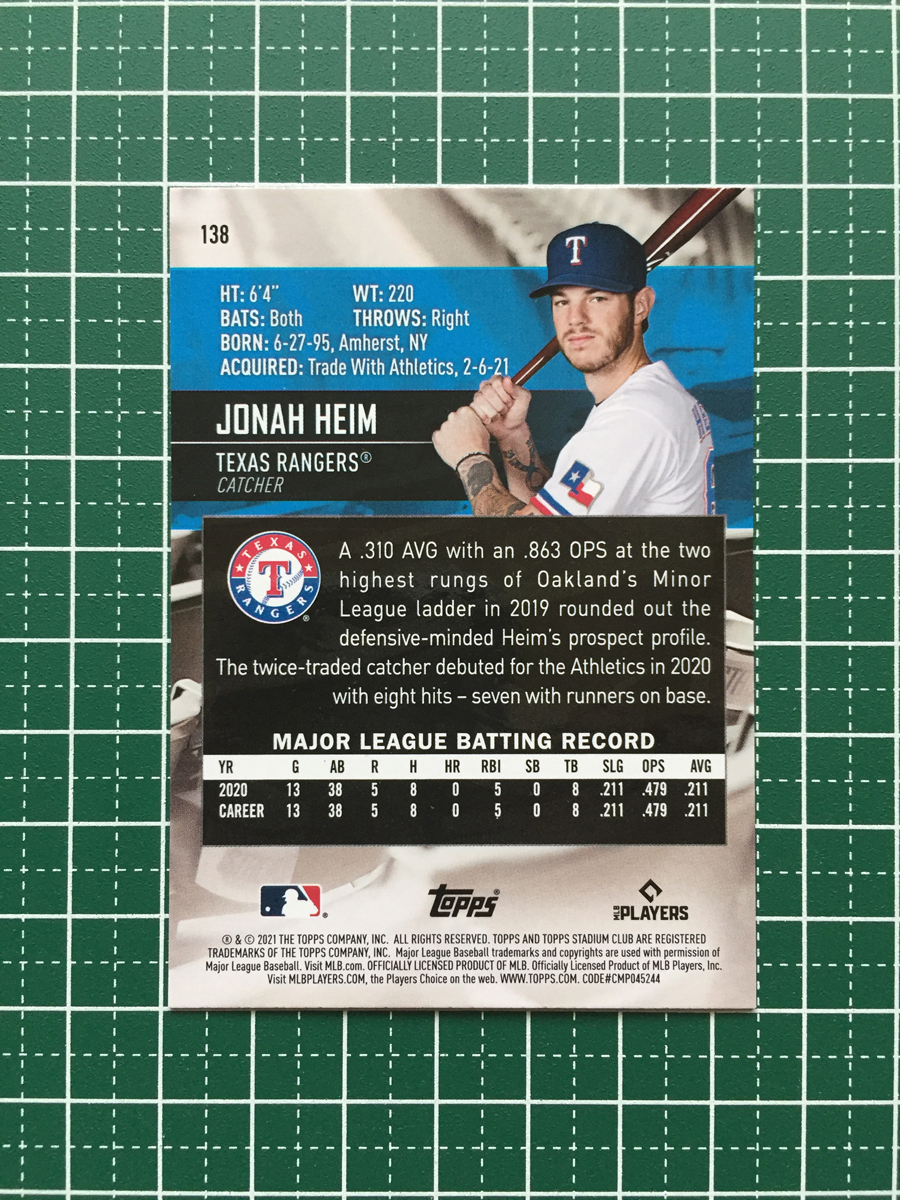 138
HT: 6'4" WT: 220
BATS: Both THROWS: Right
BORN: 6-27-95, Amherst, NY
ACQUIRED: Trade With Athletics, 2-6-21
JONAH HEIM
TEXAS RANGERS®
CATCHER
T
TEXAS
T
RANGERS
®
A .310 AVG with an .863 OPS at the two
highest rungs of Oakland's Minor
League ladder in 2019 rounded out the
defensive-minded Heim's prospect profile.
The twice-traded catcher debuted for the Athletics in 2020
with eight hits – seven with runners on base.
MAJOR LEAGUE BATTING RECORD
YR G AB R H HR RBI SB TB SLG OPS AVG
2020 13 38 5 8 0 5 0 8 .211 .479 .211
CAREER 13 38 5 8 0 5 0 8 .211 .479 .211
®
Topps®
MLB PLAYERS
® & © 2021 THE TOPPS COMPANY, INC. ALL RIGHTS RESERVED. TOPPS AND TOPPS STADIUM CLUB ARE REGISTERED
TRADEMARKS OF THE TOPPS COMPANY, INC. Major League Baseball trademarks and copyrights are used with permission of
Major League Baseball. Visit MLB.com. OFFICIALLY LICENSED PRODUCT OF MLB. Officially Licensed Product of MLB Players, Inc.
Visit MLBPLAYERS.COM, the Players Choice on the web. WWW.TOPPS.COM. CODE#CMP045244